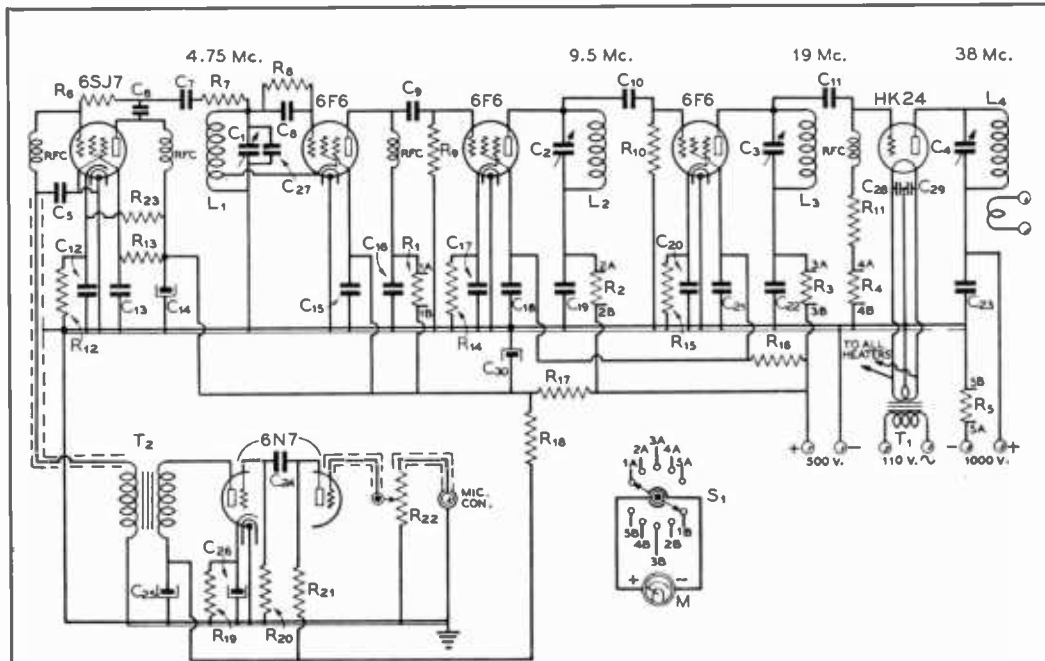 4.75 Mc. 9.5 Mc. 19 Mc. 38 Mc.
6SJ7 6F6 6F6 6F6 HK24
R6 C6 C7 R7 R8 C9 C10 C11 L4
RFC RFC C1 C8 RFC R9 C2 R10 C3 RFC C4
C27 C28 C29
C5 L1 L2 L3
R23 R11
C12 R13 C16 R1 1A C17 2A C20 3A 4A
C13 C14 C15 1B C18 C19 R2 C21 C22 R3 R4 C23
R12 R14 2B R15 3B 4B
C30 R16 TO ALL
HEATERS
R17 5B
R5
T2 6N7 R18 T1 5A
+ - - +
500 V. 110 V. 1000 V.
C24 MIC.
CON.
R22
3A
2A 4A
1A 5A
S1
5B 1B
4B 2B
3B
C26
C25 R21
R19 R20
+ -
M